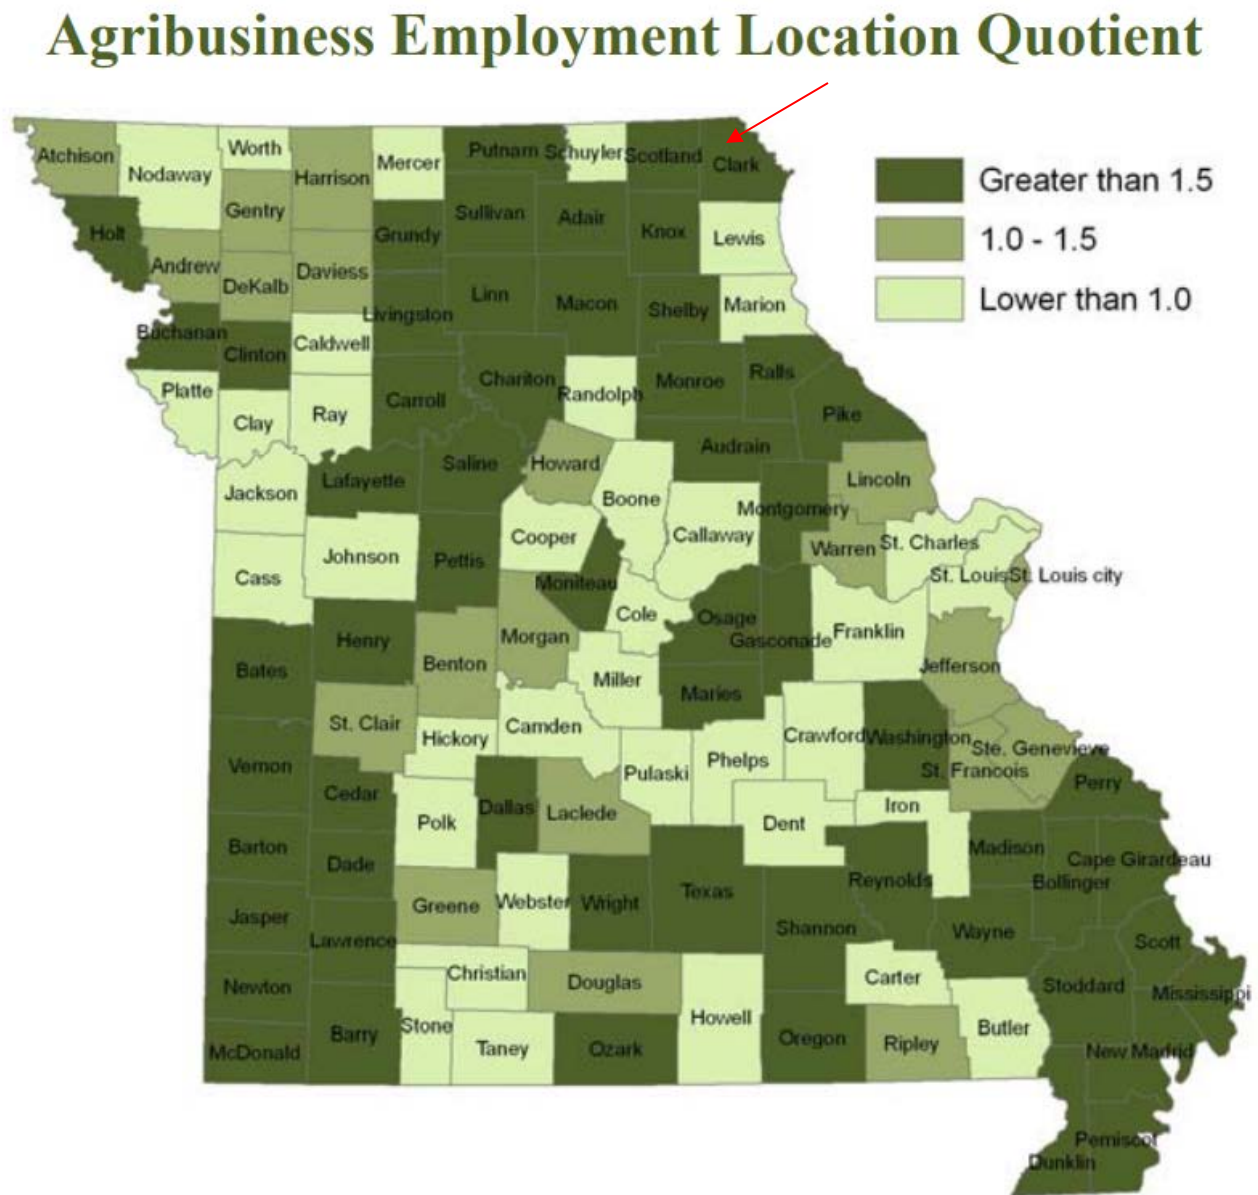 Agribusiness Employment Location Quotient
Greater than 1.5
1.0 - 1.5
Lower than 1.0
Atchison
Nodaway
Worth
Harrison
Mercer
Putnam
Schuyler
Scotland
Clark
Gentry
Holt
Grundy
Sullivan
Adair
Knox
Lewis
Andrew
DeKalb
Daviess
Livingston
Linn
Macon
Shelby
Marion
Buchanan
Clinton
Caldwell
Platte
Clay
Ray
Carroll
Chariton
Randolph
Monroe
Ralls
Pike
Audrain
Jackson
Lafayette
Saline
Howard
Boone
Callaway
Montgomery
Lincoln
Cass
Johnson
Pettis
Cooper
Moniteau
Cole
Osage
Gasconade
Warren
St. Charles
St. Louis
St. Louis city
Franklin
Jefferson
Bates
Henry
Benton
Morgan
Miller
Maries
St. Clair
Hickory
Camden
Pulaski
Phelps
Crawford
Washington
Ste. Genevieve
St. Francois
Perry
Vernon
Cedar
Polk
Dallas
Laclede
Dent
Iron
Madison
Cape Girardeau
Bollinger
Barton
Dade
Greene
Webster
Wright
Texas
Reynolds
Shannon
Wayne
Scott
Jasper
Lawrence
Christian
Douglas
Howell
Carter
Stoddard
Mississippi
Newton
Barry
Stone
Taney
Ozark
Oregon
Ripley
Butler
New Madrid
McDonald
Pemiscot
Dunklin